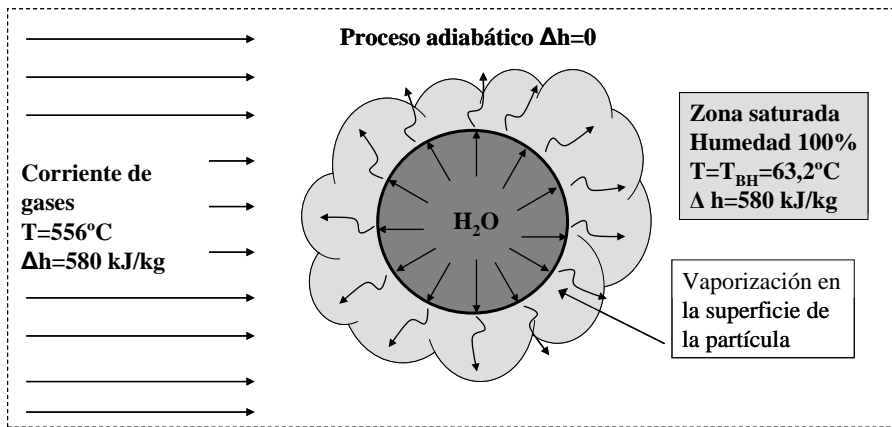 Proceso adiabático Δh=0
Corriente de
gases
T=556ºC
Δh=580 kJ/kg
H₂O
Zona saturada
Humedad 100%
T=T_BH=63,2ºC
Δ h=580 kJ/kg
Vaporización en
la superficie de
la partícula